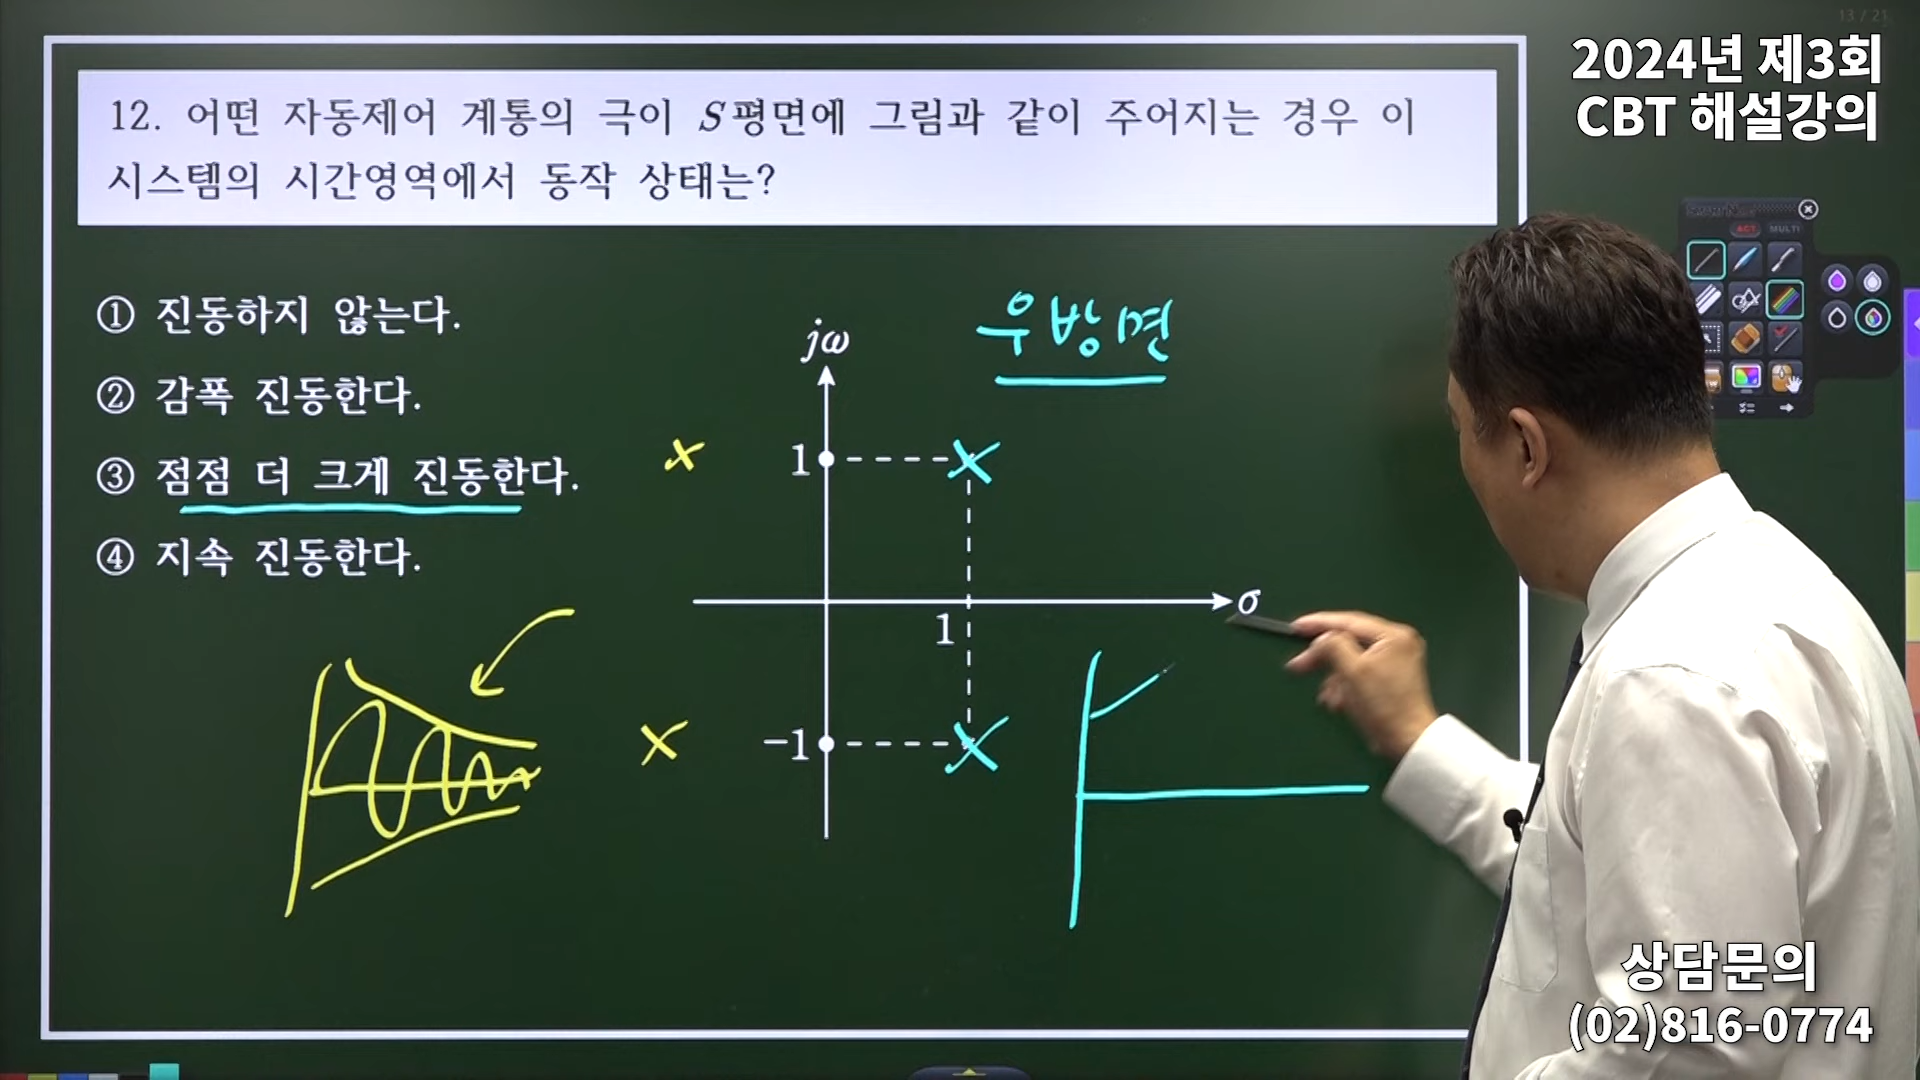 13 / 21
2024년 제3회
CBT 해설강의
12. 어떤 자동제어 계통의 극이 S평면에 그림과 같이 주어지는 경우 이
시스템의 시간영역에서 동작 상태는?
① 진동하지 않는다.
② 감폭 진동한다.
③ 점점 더 크게 진동한다.
④ 지속 진동한다.
우방면
jω
1
σ
1
-1
ACT MULTI
상담문의
(02)816-0774